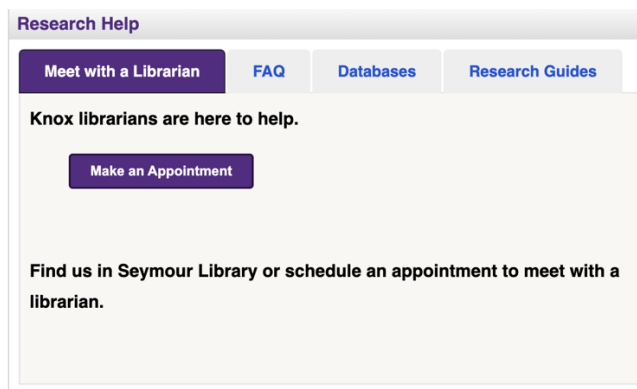 Research Help
Meet with a Librarian FAQ Databases Research Guides
Knox librarians are here to help.
Make an Appointment
Find us in Seymour Library or schedule an appointment to meet with a
librarian.